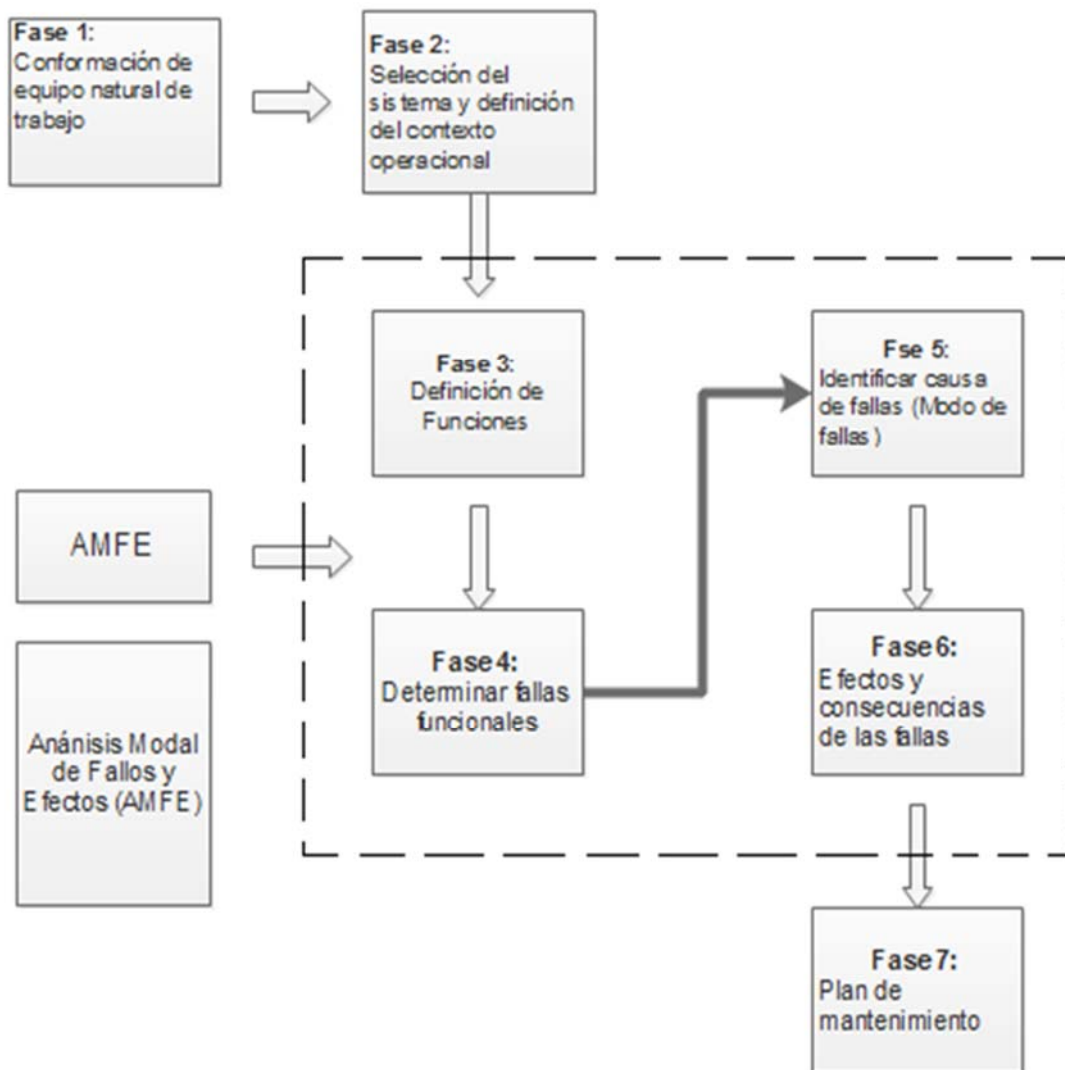 Fase 1:
Conformación de
equipo natural de
trabajo
Fase 2:
Selección del
sistema y definición
del contexto
operacional
Fase 3:
Definición de
Funciones
Fse 5:
Identificar causa
de fallas (Modo de
fallas)
AMFE
Fase 4:
Determinar fallas
funcionales
Fase 6:
Efectos y
consecuencias
de las fallas
Anánisis Modal
de Fallos y
Efectos (AMFE)
Fase 7:
Plan de
mantenimiento